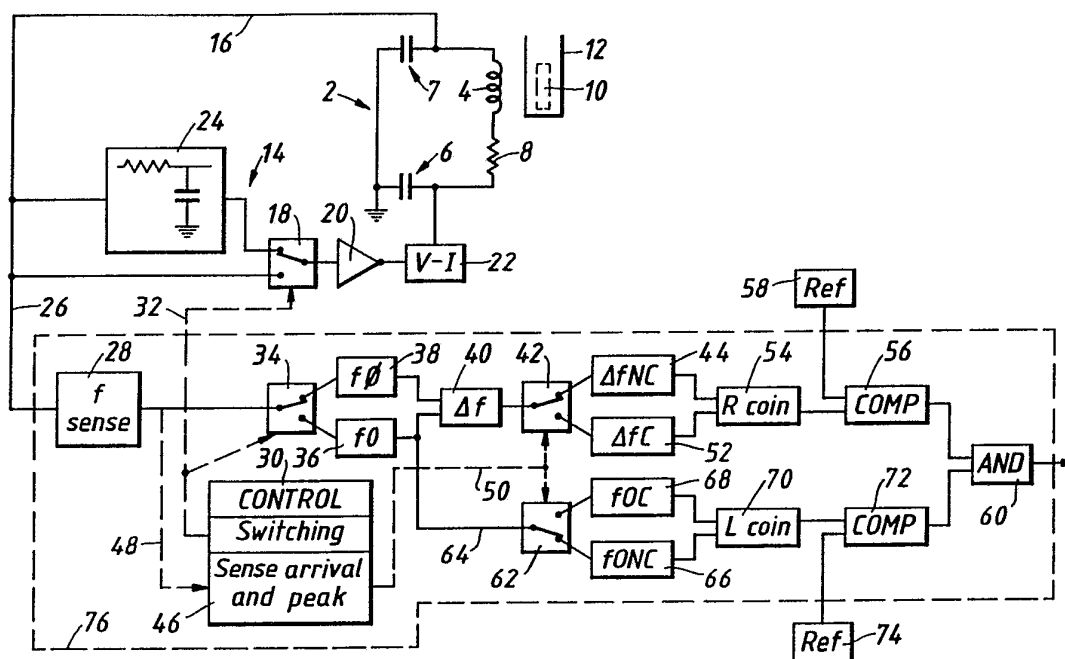 16
2
7
4
12
10
24
14
6
8
18
20
V-I
22
26
32
58
Ref
28
f
sense
34
fØ
38
40
Δf
42
44
ΔfNC
54
R coin
56
COMP
f0
36
ΔfC
52
30
CONTROL
Switching
Sense arrival
and peak
46
48
50
68
fOC
70
L coin
72
COMP
AND
60
64
62
fONC
66
76
Ref
74